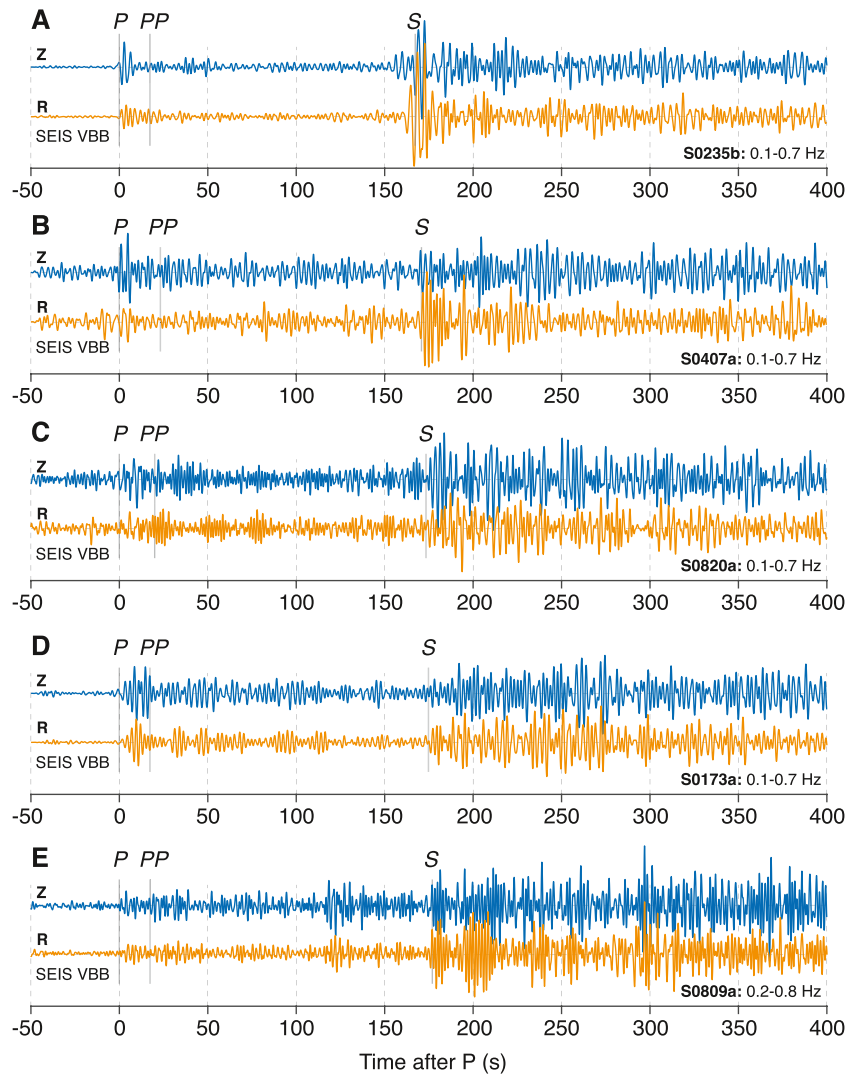 A P PP S
Z
R
SEIS VBB
S0235b: 0.1-0.7 Hz
-50 0 50 100 150 200 250 300 350 400
B P PP S
Z
R
SEIS VBB
S0407a: 0.1-0.7 Hz
-50 0 50 100 150 200 250 300 350 400
C P PP S
Z
R
SEIS VBB
S0820a: 0.1-0.7 Hz
-50 0 50 100 150 200 250 300 350 400
D P PP S
Z
R
SEIS VBB
S0173a: 0.1-0.7 Hz
-50 0 50 100 150 200 250 300 350 400
E P PP S
Z
R
SEIS VBB
S0809a: 0.2-0.8 Hz
-50 0 50 100 150 200 250 300 350 400
Time after P (s)